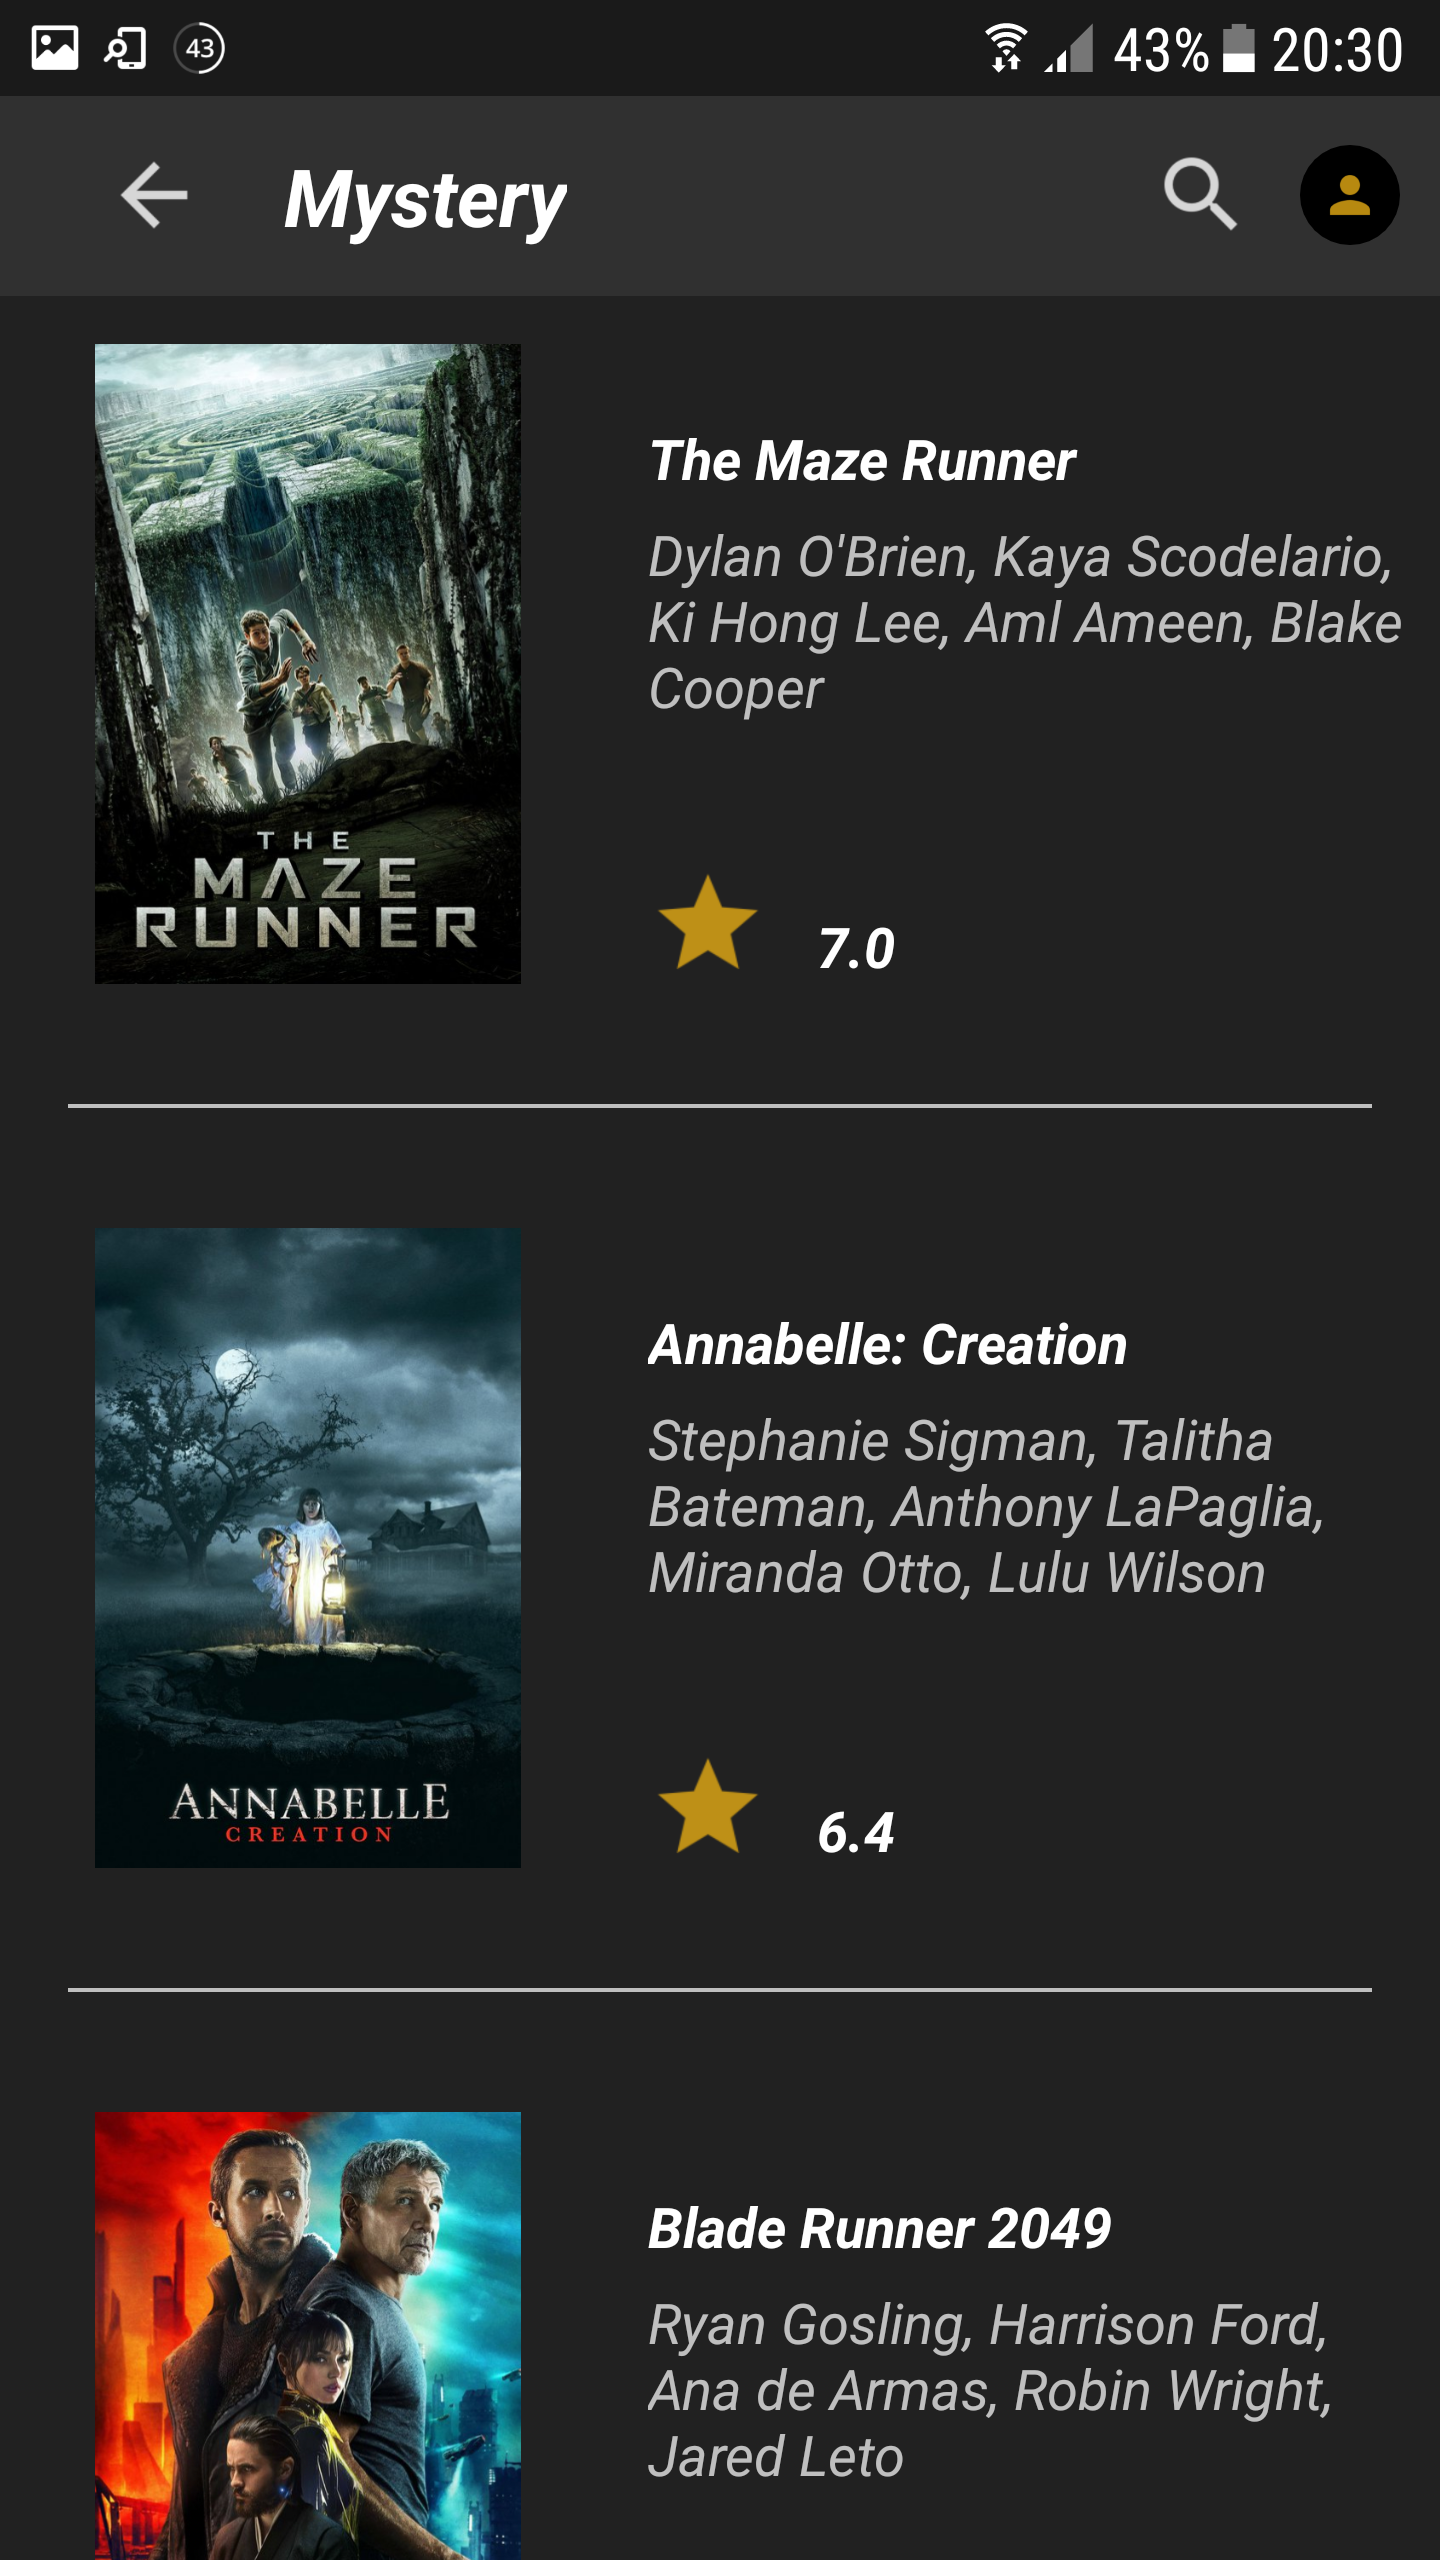 43 43% 20:30
Mystery
The Maze Runner
Dylan O'Brien, Kaya Scodelario,
Ki Hong Lee, Aml Ameen, Blake
Cooper
7.0
THE
MAZE
RUNNER
Annabelle: Creation
Stephanie Sigman, Talitha
Bateman, Anthony LaPaglia,
Miranda Otto, Lulu Wilson
6.4
ANNABELLE
CREATION
Blade Runner 2049
Ryan Gosling, Harrison Ford,
Ana de Armas, Robin Wright,
Jared Leto